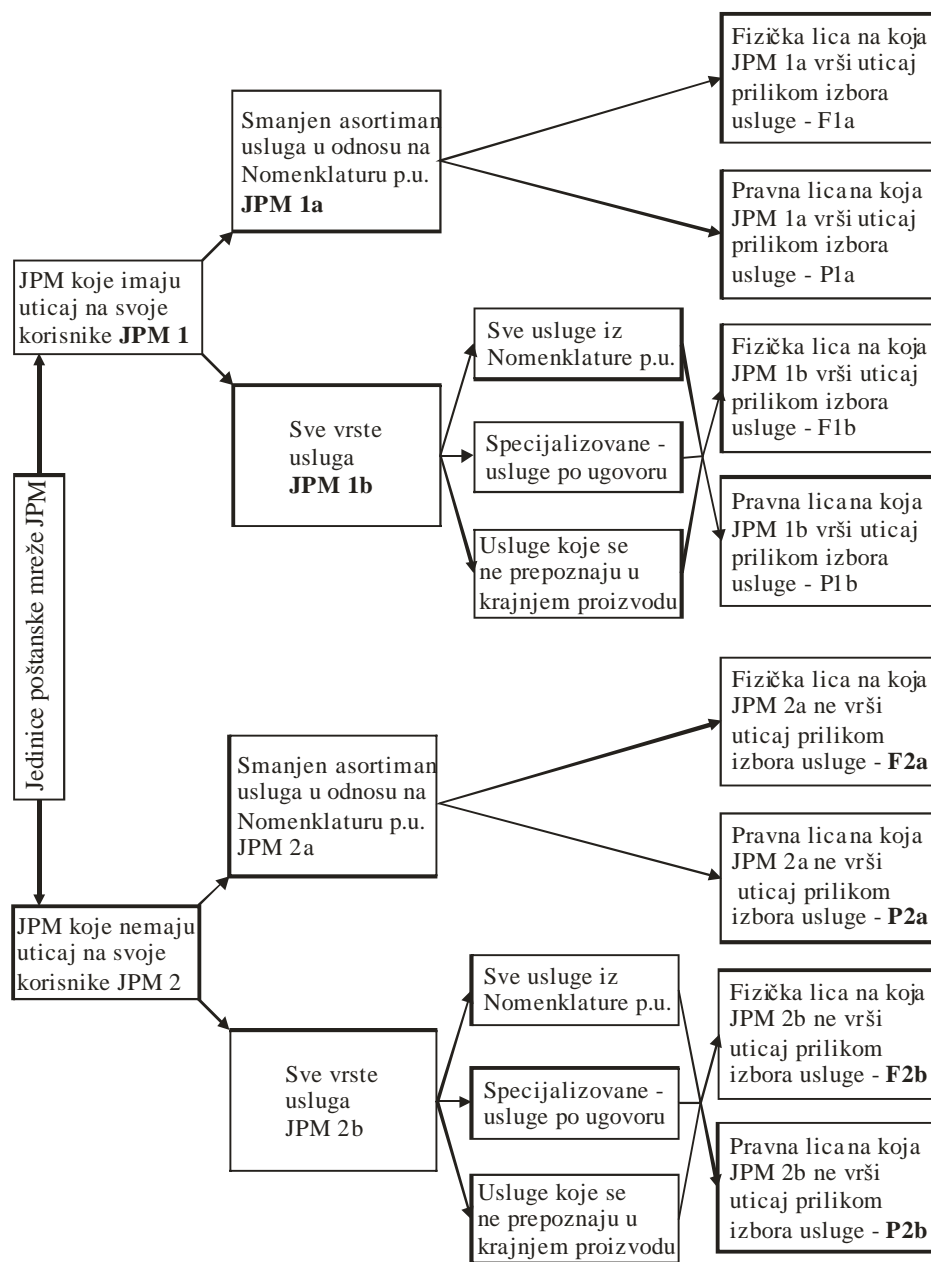 Fizička lica na koja
JPM 1a vrši uticaj
prilikom izbora
usluge - F1a
Smanjen asortiman
usluga u odnosu na
Nomenklaturu p.u.
JPM 1a
Pravna lica na koja
JPM 1a vrši uticaj
prilikom izbora
usluge - P1a
JPM koje imaju
uticaj na svoje
korisnike JPM 1
Sve usluge iz
Nomenklature p.u.
Fizička lica na koja
JPM 1b vrši uticaj
prilikom izbora
usluge - F1b
Sve vrste
usluga
JPM 1b
Specijalizovane -
usluge po ugovoru
Pravna lica na koja
JPM 1b vrši uticaj
prilikom izbora
usluge - P1b
Usluge koje se
ne prepoznaju u
krajnjem proizvodu
Jedinice poštanske mreže JPM
Fizička lica na koja
JPM 2a ne vrši
uticaj prilikom
izbora usluge - F2a
Smanjen asortiman
usluga u odnosu na
Nomenklaturu p.u.
JPM 2a
Pravna lica na koja
JPM 2a ne vrši
uticaj prilikom
izbora usluge - P2a
JPM koje nemaju
uticaj na svoje
korisnike JPM 2
Sve usluge iz
Nomenklature p.u.
Fizička lica na koja
JPM 2b ne vrši
uticaj prilikom
izbora usluge - F2b
Sve vrste
usluga
JPM 2b
Specijalizovane -
usluge po ugovoru
Pravna lica na koja
JPM 2b ne vrši
uticaj prilikom
izbora usluge - P2b
Usluge koje se
ne prepoznaju u
krajnjem proizvodu